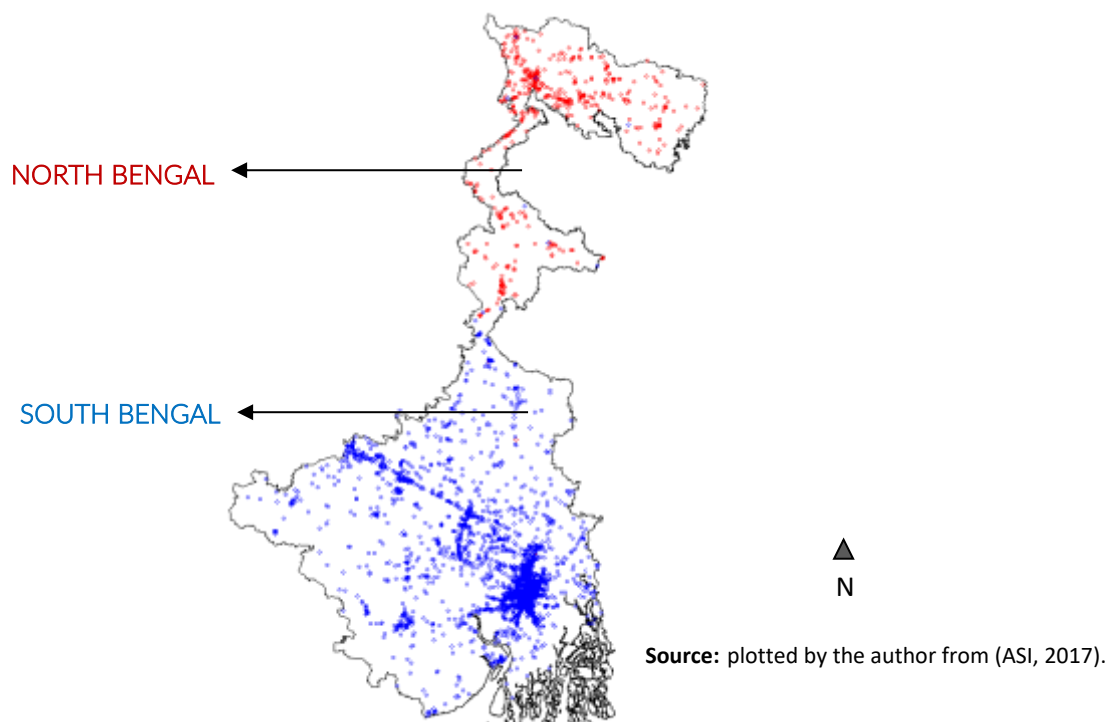 NORTH BENGAL
SOUTH BENGAL
N
Source: plotted by the author from (ASI, 2017).